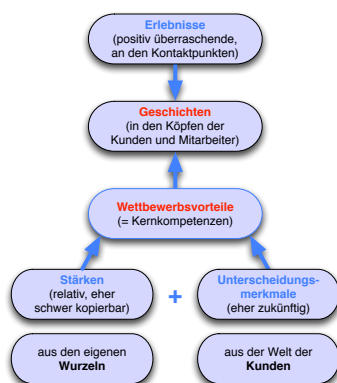 Erlebnisse
(positiv überraschende,
an den Kontaktpunkten)
Geschichten
(in den Köpfen der
Kunden und Mitarbeiter)
Wettbewerbsvorteile
(= Kernkompetenzen)
Stärken
(relativ, eher
schwer kopierbar)
+
Unterscheidungs-
merkmale
(eher zukünftig)
aus den eigenen
Wurzeln
aus der Welt der
Kunden